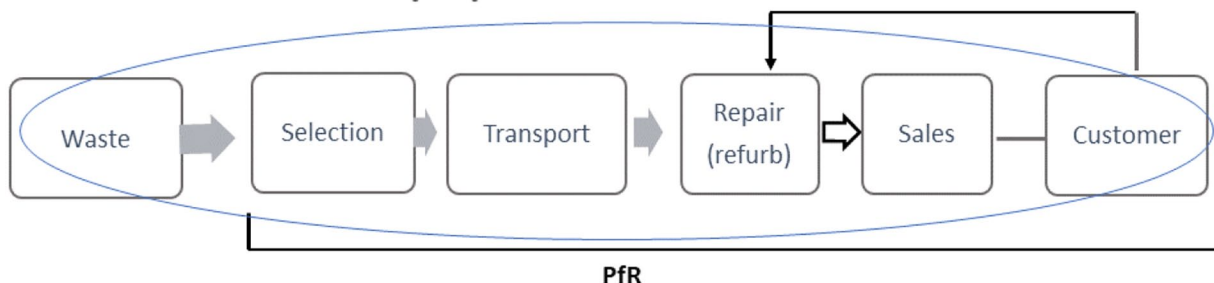 Waste
Selection
Transport
Repair
(refurb)
Sales
Customer
PfR